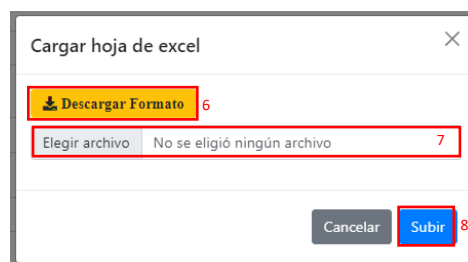 Cargar hoja de excel
Descargar Formato 6
Elegir archivo No se eligió ningún archivo 7
Cancelar Subir 8